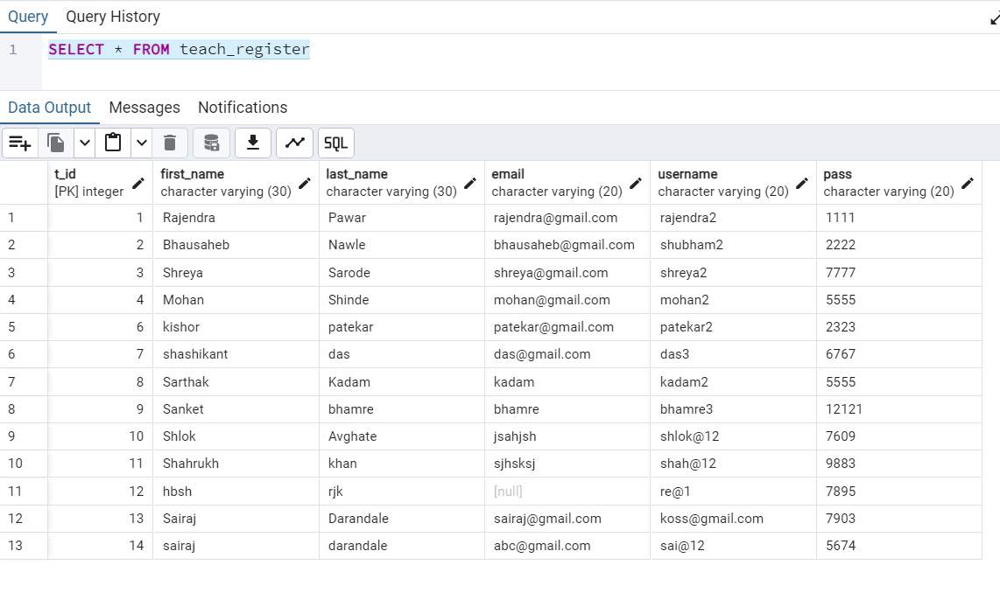 Query Query History
1 SELECT * FROM teach_register
Data Output Messages Notifications
SQL
t_id first_name last_name email username pass
[PK] integer character varying (30) character varying (30) character varying (20) character varying (20) character varying (20)
1 1 Rajendra Pawar rajendra@gmail.com rajendra2 1111
2 2 Bhausaheb Nawle bhausaheb@gmail.com shubham2 2222
3 3 Shreya Sarode shreya@gmail.com shreya2 7777
4 4 Mohan Shinde mohan@gmail.com mohan2 5555
5 6 kishor patekar patekar@gmail.com patekar2 2323
6 7 shashikant das das@gmail.com das3 6767
7 8 Sarthak Kadam kadam kadam2 5555
8 9 Sanket bhamre bhamre bhamre3 12121
9 10 Shlok Avghate jsahjsh shlok@12 7609
10 11 Shahrukh khan sjhsksj shah@12 9883
11 12 hbsh rjk [null] re@1 7895
12 13 Sairaj Darandale sairaj@gmail.com koss@gmail.com 7903
13 14 sairaj darandale abc@gmail.com sai@12 5674